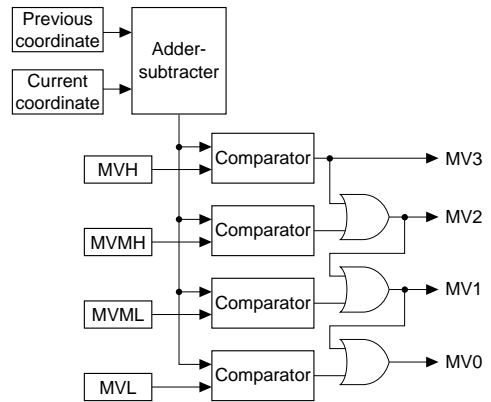 Previous
coordinate
Adder-
subtracter
Current
coordinate
Comparator
MV3
MVH
MV2
Comparator
MVMH
MV1
Comparator
MVML
MV0
Comparator
MVL